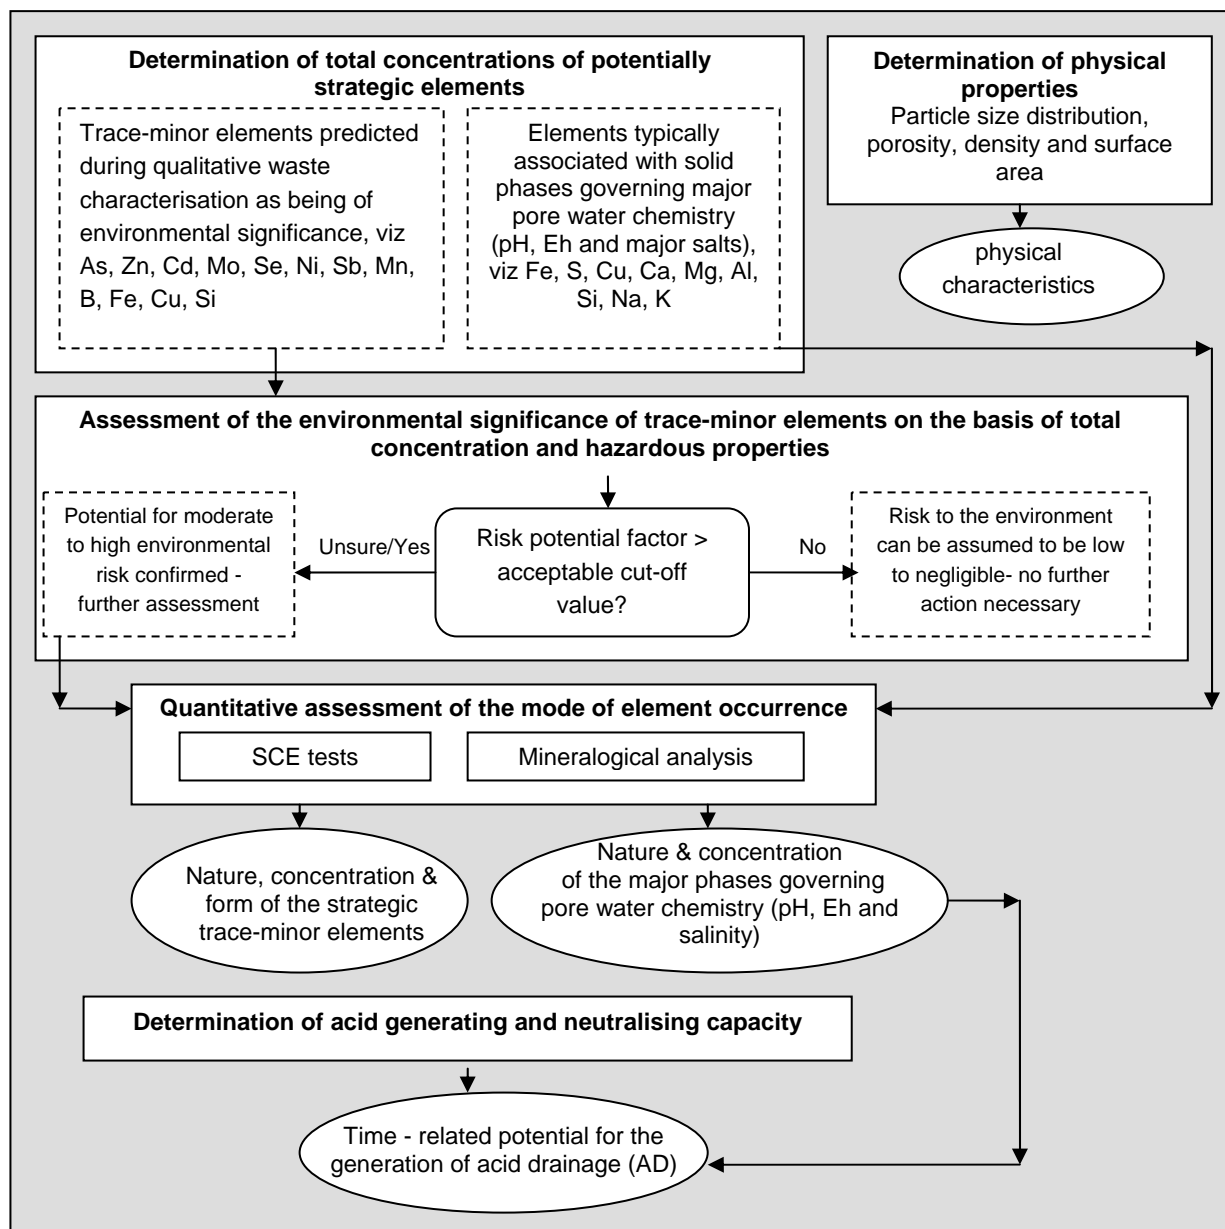 Determination of total concentrations of potentially
strategic elements
Trace-minor elements predicted
during qualitative waste
characterisation as being of
environmental significance, viz
As, Zn, Cd, Mo, Se, Ni, Sb, Mn,
B, Fe, Cu, Si
Elements typically
associated with solid
phases governing major
pore water chemistry
(pH, Eh and major salts),
viz Fe, S, Cu, Ca, Mg, Al,
Si, Na, K
Determination of physical
properties
Particle size distribution,
porosity, density and surface
area
physical
characteristics
Assessment of the environmental significance of trace-minor elements on the basis of total
concentration and hazardous properties
Potential for moderate
to high environmental
risk confirmed -
further assessment
Unsure/Yes
Risk potential factor >
acceptable cut-off
value?
No
Risk to the environment
can be assumed to be low
to negligible- no further
action necessary
Quantitative assessment of the mode of element occurrence
SCE tests
Mineralogical analysis
Nature, concentration &
form of the strategic
trace-minor elements
Nature & concentration
of the major phases governing
pore water chemistry (pH, Eh and
salinity)
Determination of acid generating and neutralising capacity
Time - related potential for the
generation of acid drainage (AD)